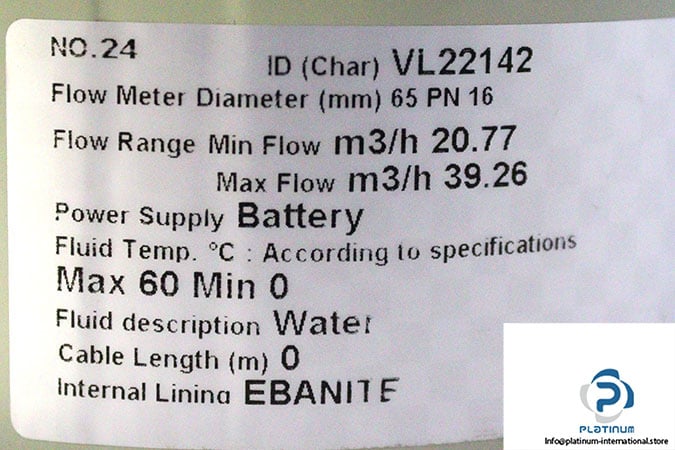 NO.24
ID (Char) VL22142
Flow Meter Diameter (mm) 65 PN 16
Flow Range Min Flow m3/h 20.77
Max Flow m3/h 39.26
Power Supply Battery
Fluid Temp. °C : According to specifications
Max 60 Min 0
Fluid description Water
Cable Length (m) 0
Internal Lining EBANITE
PLATINUM
Info@platinum-international.store